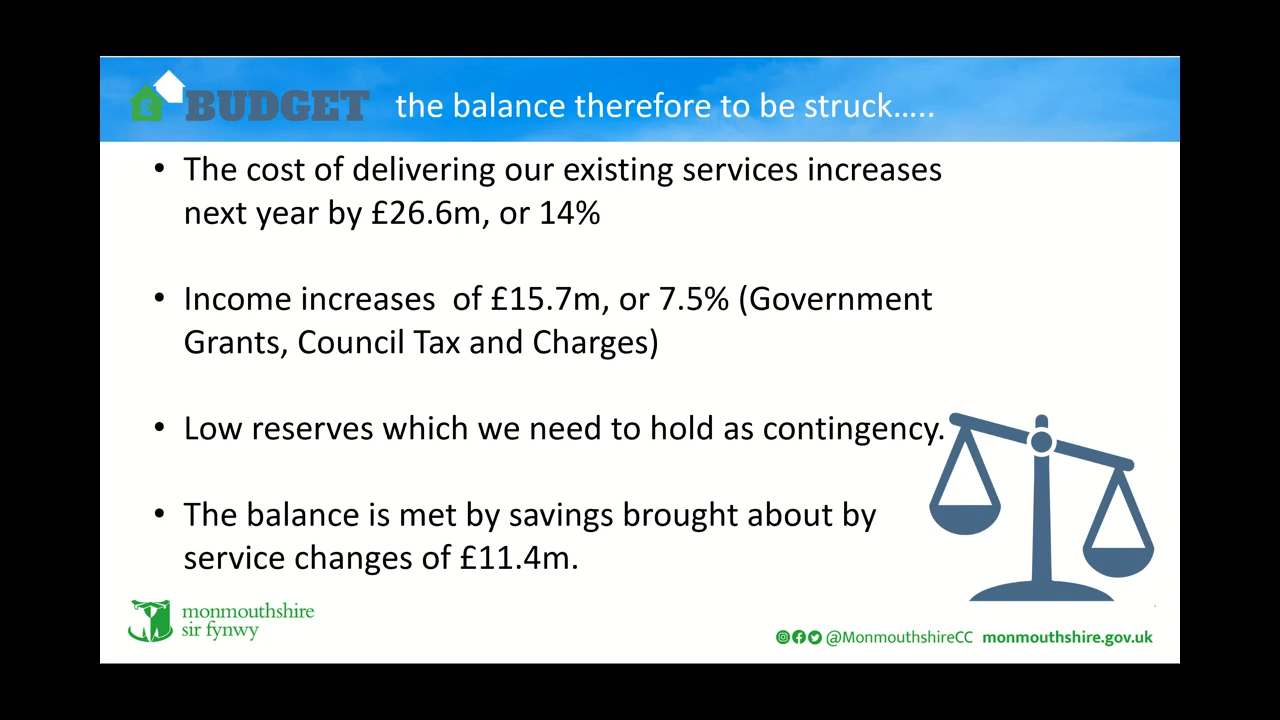 BUDGET the balance therefore to be struck.....
• The cost of delivering our existing services increases
next year by £26.6m, or 14%
• Income increases  of £15.7m, or 7.5% (Government
Grants, Council Tax and Charges)
• Low reserves which we need to hold as contingency.
• The balance is met by savings brought about by
service changes of £11.4m.
monmouthshire
sir fynwy
@MonmouthshireCC monmouthshire.gov.uk